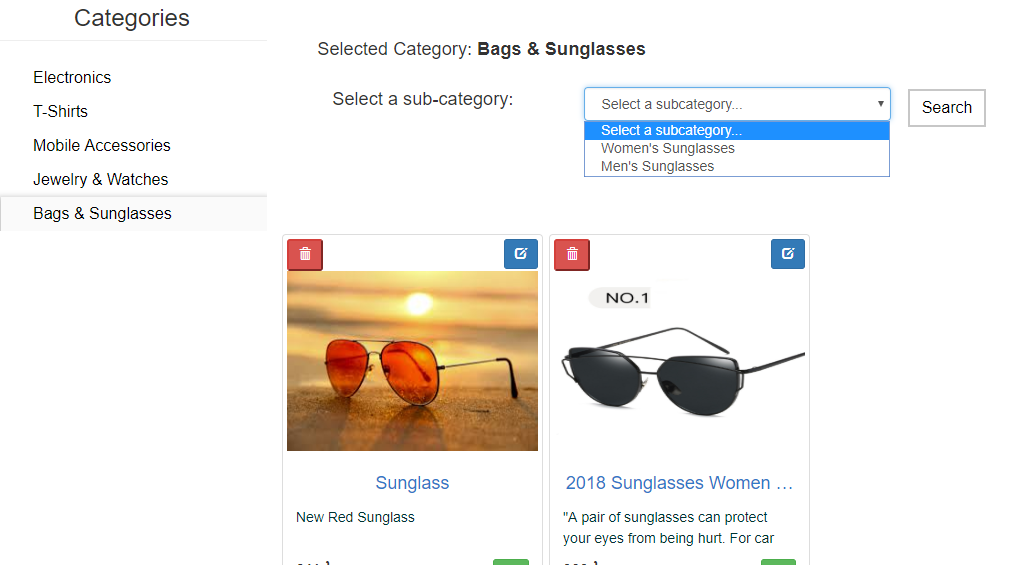 Categories
Electronics
T-Shirts
Mobile Accessories
Jewelry & Watches
Bags & Sunglasses
Selected Category: Bags & Sunglasses
Select a sub-category:
Select a subcategory...
Search
Select a subcategory...
Women's Sunglasses
Men's Sunglasses
NO.1
Sunglass
New Red Sunglass
2018 Sunglasses Women ...
"A pair of sunglasses can protect
your eyes from being hurt. For car